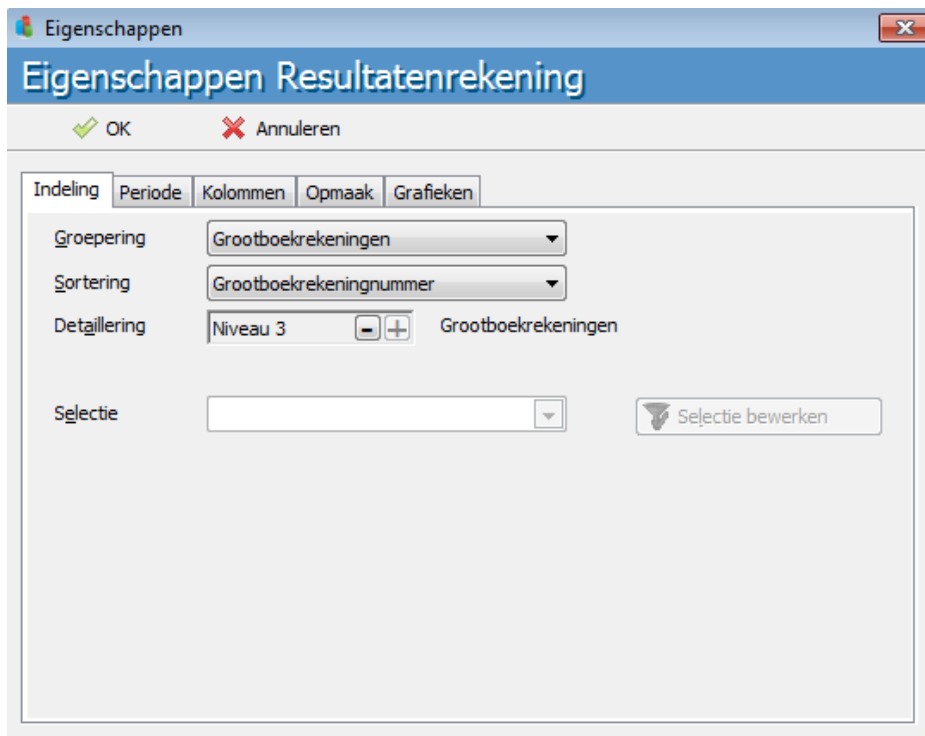 Eigenschappen
Eigenschappen Resultatenrekening
OK Annuleren
Indeling Periode Kolommen Opmaak Grafieken
Groepering Grootboekrekeningen
Sortering Grootboekrekeningnummer
Detaillering Niveau 3 Grootboekrekeningen
Selectie Selectie bewerken